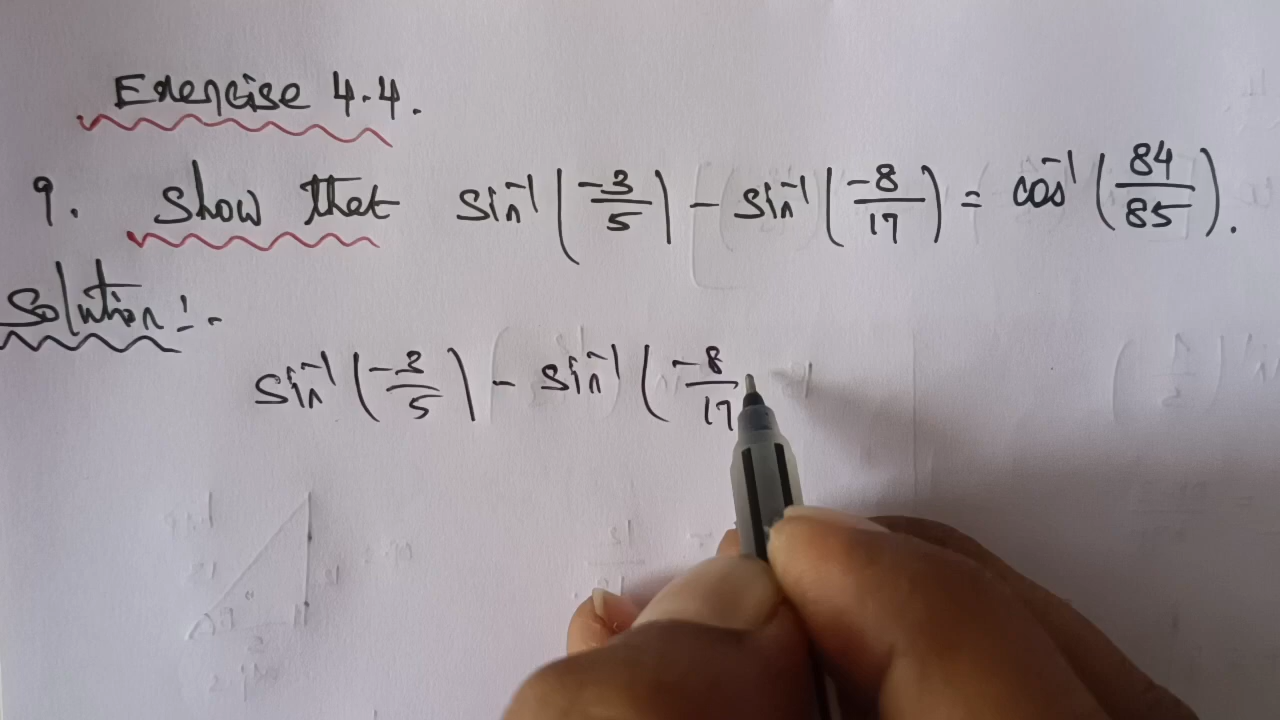 Exercise 4.4.
9. Show that sin⁻¹(-3/5) - sin⁻¹(-8/17) = cos⁻¹(84/85).
Solution:-
sin⁻¹(-3/5) - sin⁻¹(-8/17